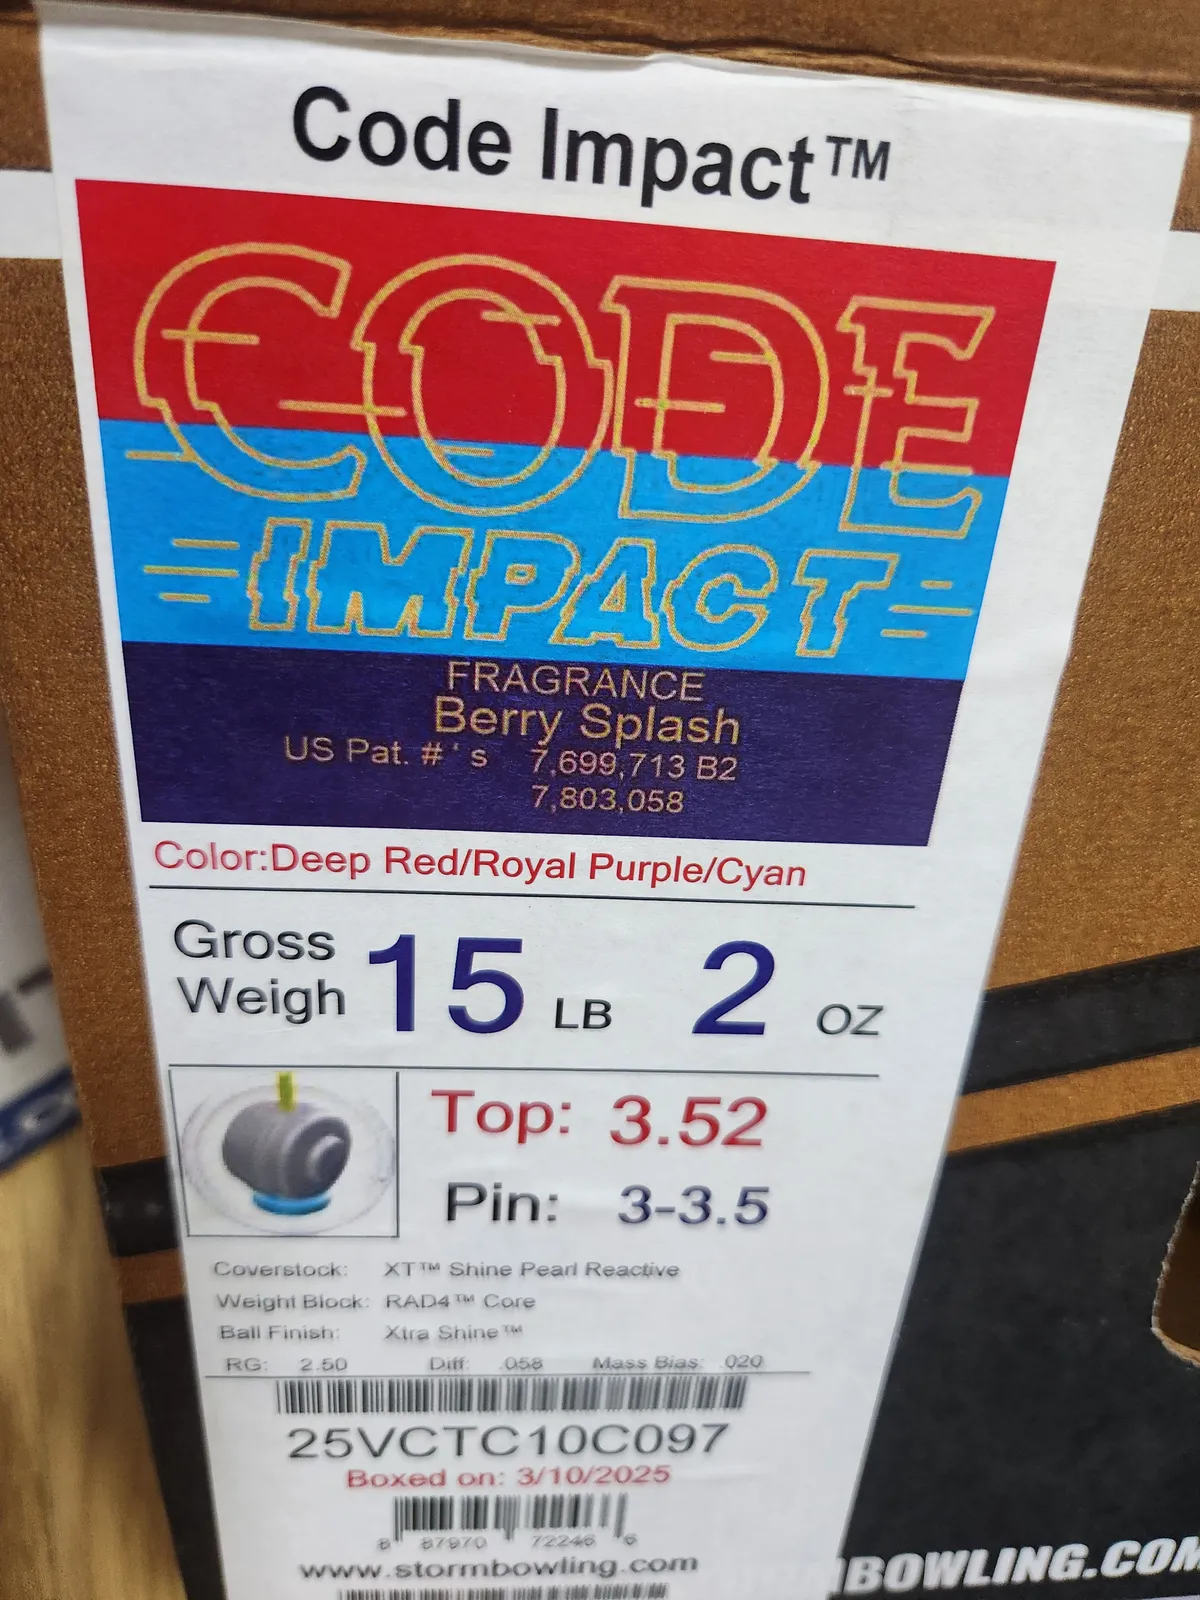 Code Impact™
CODE
IMPACT
FRAGRANCE
Berry Splash
US Pat. # ' s 7,699,713 B2
7,803,058
Color:Deep Red/Royal Purple/Cyan
Gross
Weigh 15 LB 2 OZ
Top: 3.52
Pin: 3-3.5
Coverstock: XT™ Shine Pearl Reactive
Weight Block: RAD4™ Core
Ball Finish: Xtra Shine™
RG: 2.50 Diff: .058 Mass Bias: .020
25VCTC10C097
Boxed on: 3/10/2025
8 87970 72246 6
www.stormbowling.com
BOWLING.COM